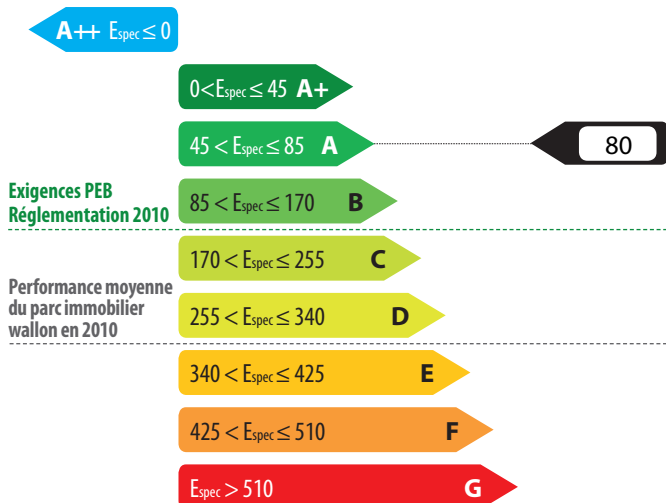 A++ Espec ≤ 0
0<Espec ≤ 45 A+
45 < Espec ≤ 85 A
80
Exigences PEB
Réglementation 2010
85 < Espec ≤ 170 B
170 < Espec ≤ 255 C
Performance moyenne
du parc immobilier
wallon en 2010
255 < Espec ≤ 340 D
340 < Espec ≤ 425 E
425 < Espec ≤ 510 F
Espec > 510 G